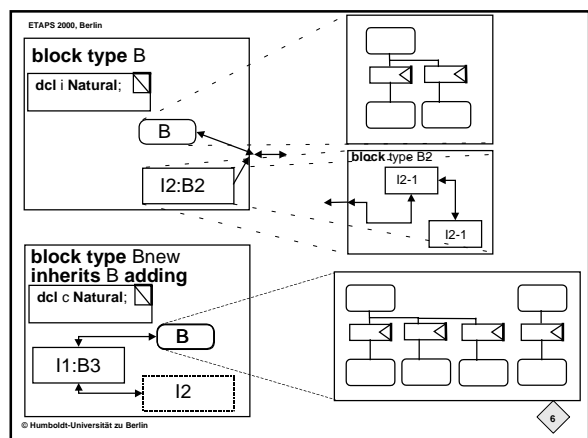 ETAPS 2000, Berlin
block type B
dcl i Natural;
B
I2:B2
block type B2
I2-1
I2-1
block type Bnew
inherits B adding
dcl c Natural;
B
I1:B3
I2
6
© Humboldt-Universität zu Berlin